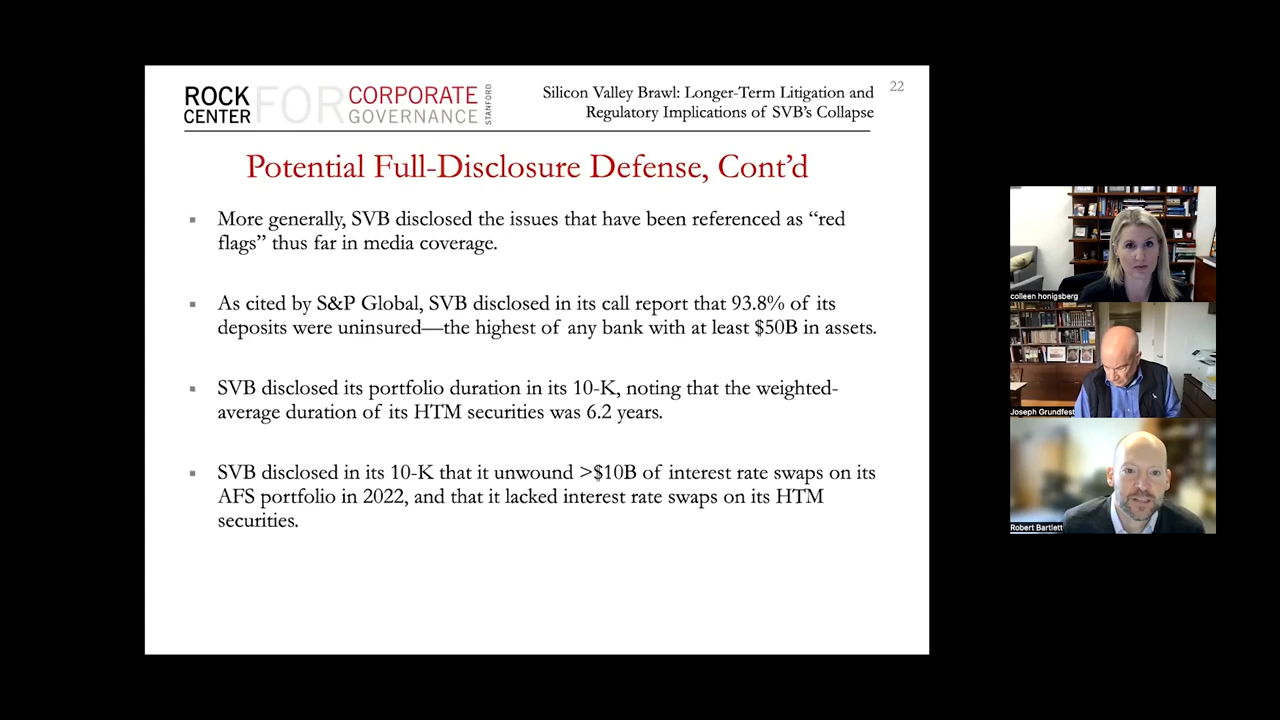 ROCK
CENTER
FOR
CORPORATE
GOVERNANCE
STANFORD
Silicon Valley Brawl: Longer-Term Litigation and
Regulatory Implications of SVB's Collapse
22
Potential Full-Disclosure Defense, Cont'd
▪ More generally, SVB disclosed the issues that have been referenced as “red
flags” thus far in media coverage.
▪ As cited by S&P Global, SVB disclosed in its call report that 93.8% of its
deposits were uninsured—the highest of any bank with at least $50B in assets.
▪ SVB disclosed its portfolio duration in its 10-K, noting that the weighted-
average duration of its HTM securities was 6.2 years.
▪ SVB disclosed in its 10-K that it unwound >$10B of interest rate swaps on its
AFS portfolio in 2022, and that it lacked interest rate swaps on its HTM
securities.
colleen honigsberg
Joseph Grundfest
Robert Bartlett